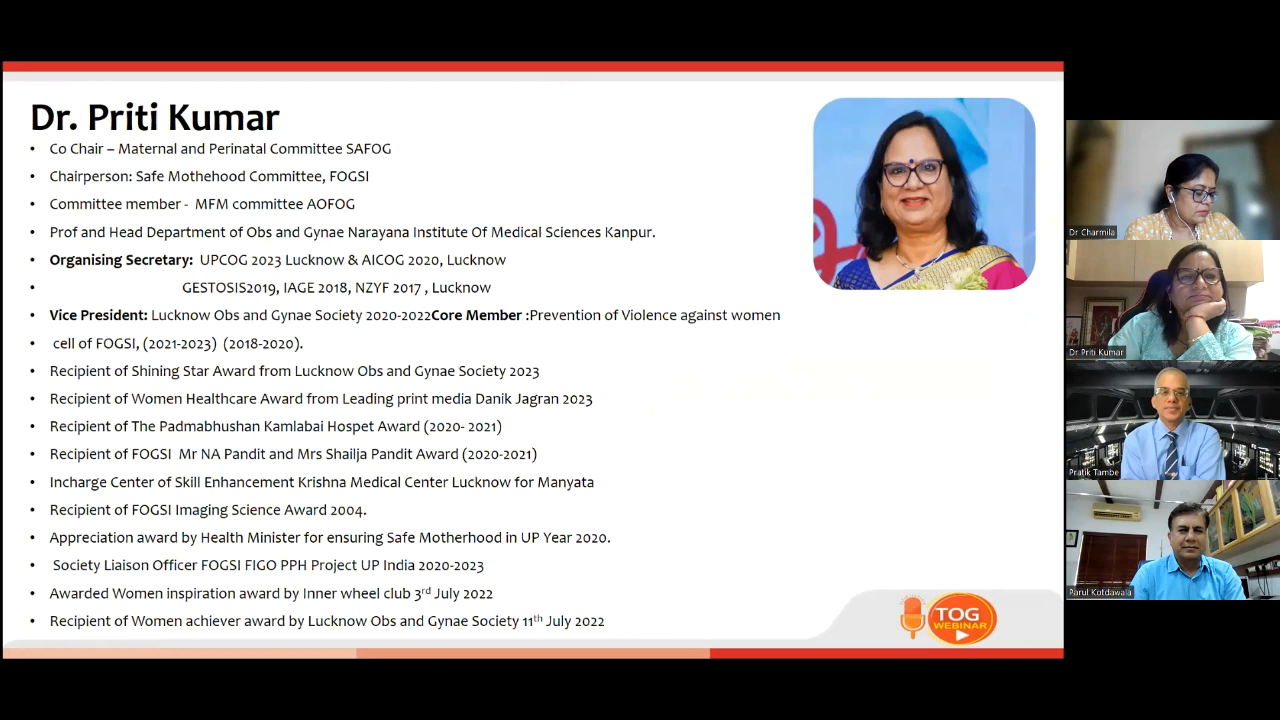 Dr. Priti Kumar
• Co Chair – Maternal and Perinatal Committee SAFOG
• Chairperson: Safe Mothehood Committee, FOGSI
• Committee member - MFM committee AOFOG
• Prof and Head Department of Obs and Gynae Narayana Institute Of Medical Sciences Kanpur.
• Organising Secretary: UPCOG 2023 Lucknow & AICOG 2020, Lucknow
• GESTOSIS2019, IAGE 2018, NZYF 2017 , Lucknow
• Vice President: Lucknow Obs and Gynae Society 2020-2022Core Member :Prevention of Violence against women
• cell of FOGSI, (2021-2023) (2018-2020).
• Recipient of Shining Star Award from Lucknow Obs and Gynae Society 2023
• Recipient of Women Healthcare Award from Leading print media Danik Jagran 2023
• Recipient of The Padmabhushan Kamlabai Hospet Award (2020- 2021)
• Recipient of FOGSI Mr NA Pandit and Mrs Shailja Pandit Award (2020-2021)
• Incharge Center of Skill Enhancement Krishna Medical Center Lucknow for Manyata
• Recipient of FOGSI Imaging Science Award 2004.
• Appreciation award by Health Minister for ensuring Safe Motherhood in UP Year 2020.
• Society Liaison Officer FOGSI FIGO PPH Project UP India 2020-2023
• Awarded Women inspiration award by Inner wheel club 3rd July 2022
• Recipient of Women achiever award by Lucknow Obs and Gynae Society 11th July 2022
TOG
WEBINAR
Dr Charmila
Dr Priti Kumar
Pratik Tambe
Parul Kotdawala